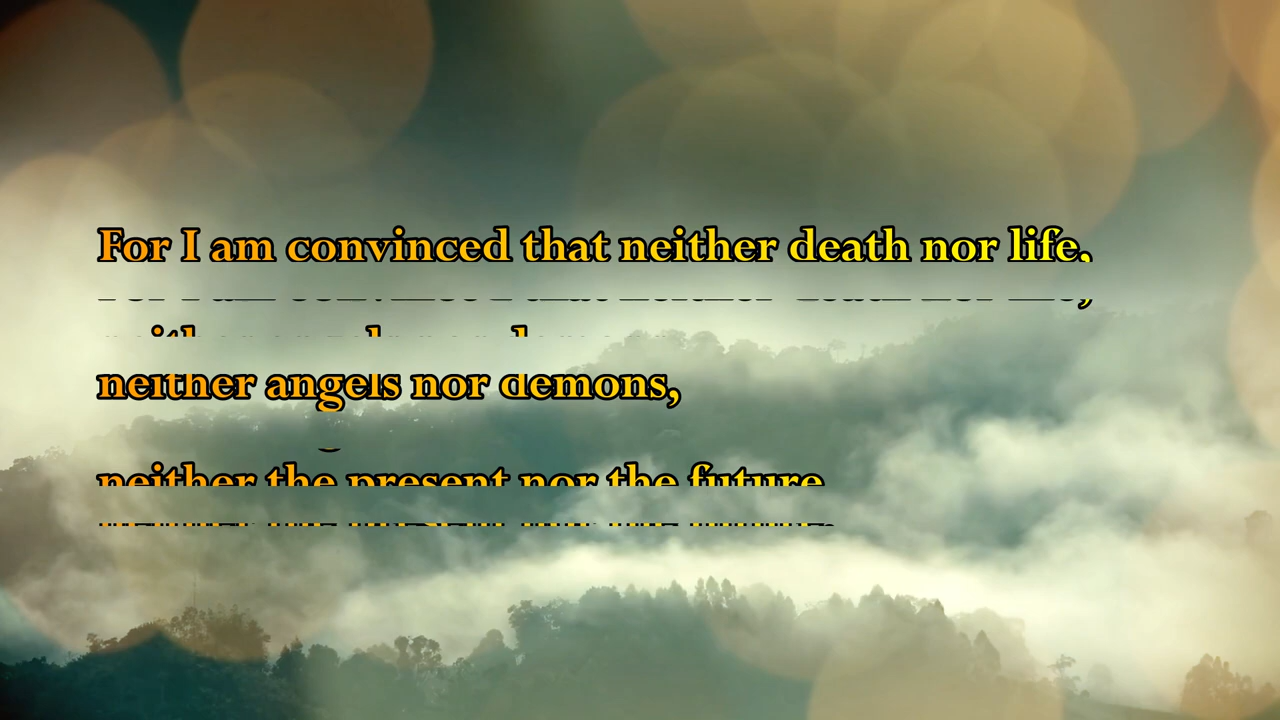 For I am convinced that neither death nor life,
neither angels nor demons,
neither the present nor the future,